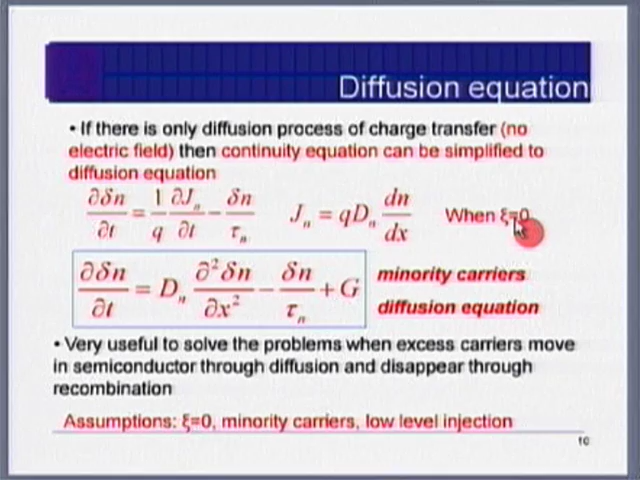 Diffusion equation
• If there is only diffusion process of charge transfer (no
electric field) then continuity equation can be simplified to
diffusion equation
∂δn/∂t = 1/q ∂J_n/∂t − δn/τ_n   J_n = qD_n dn/dx   When ξ=0
∂δn/∂t = D_n ∂²δn/∂x² − δn/τ_n + G   minority carriers
diffusion equation
• Very useful to solve the problems when excess carriers move
in semiconductor through diffusion and disappear through
recombination
Assumptions: ξ=0, minority carriers, low level injection
10